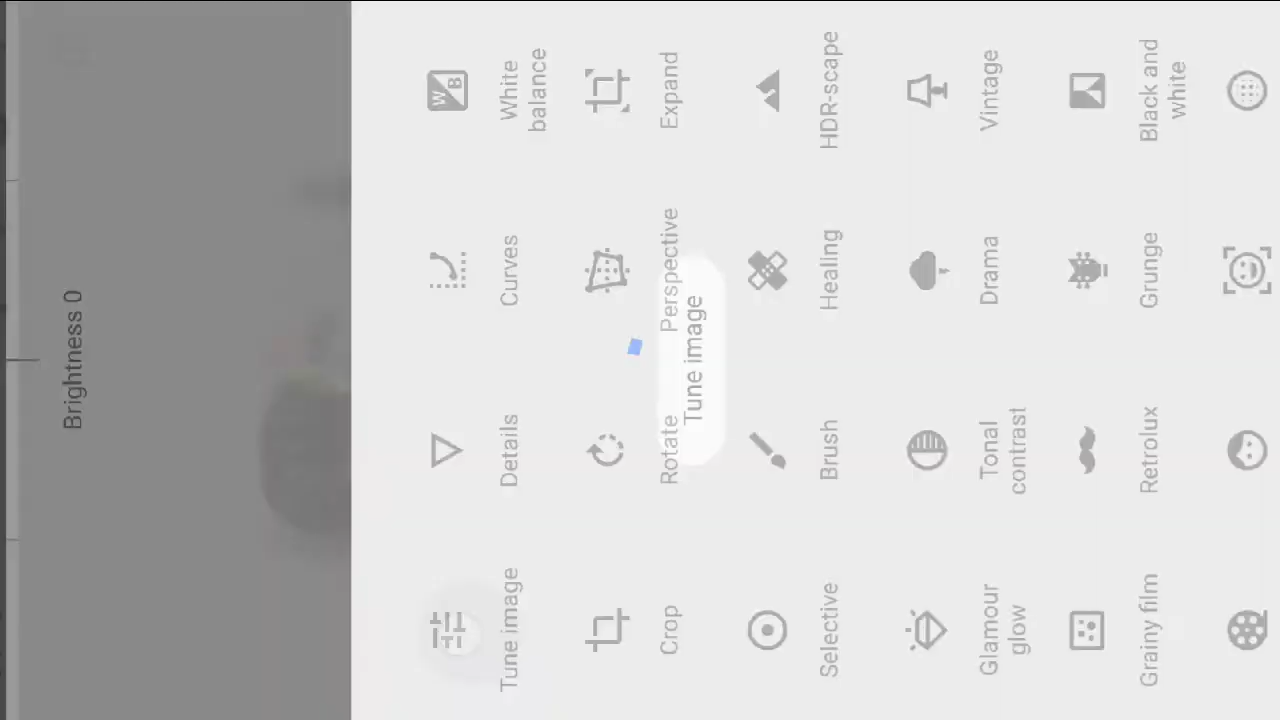 Brightness 0
Tune image
Details
Curves
White
balance
Crop
Rotate
Perspective
Expand
Tune image
Selective
Brush
Healing
HDR-scape
Glamour
glow
Tonal
contrast
Drama
Vintage
Grainy film
Retrolux
Grunge
Black and
white